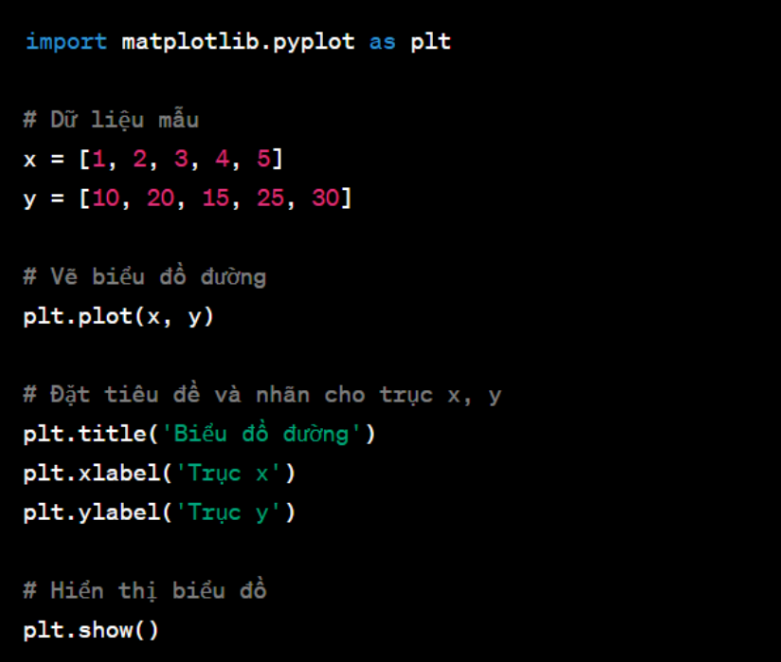 import matplotlib.pyplot as plt
# Dữ liệu mẫu
x = [1, 2, 3, 4, 5]
y = [10, 20, 15, 25, 30]
# Vẽ biểu đồ đường
plt.plot(x, y)
# Đặt tiêu đề và nhãn cho trục x, y
plt.title('Biểu đồ đường')
plt.xlabel('Trục x')
plt.ylabel('Trục y')
# Hiển thị biểu đồ
plt.show()